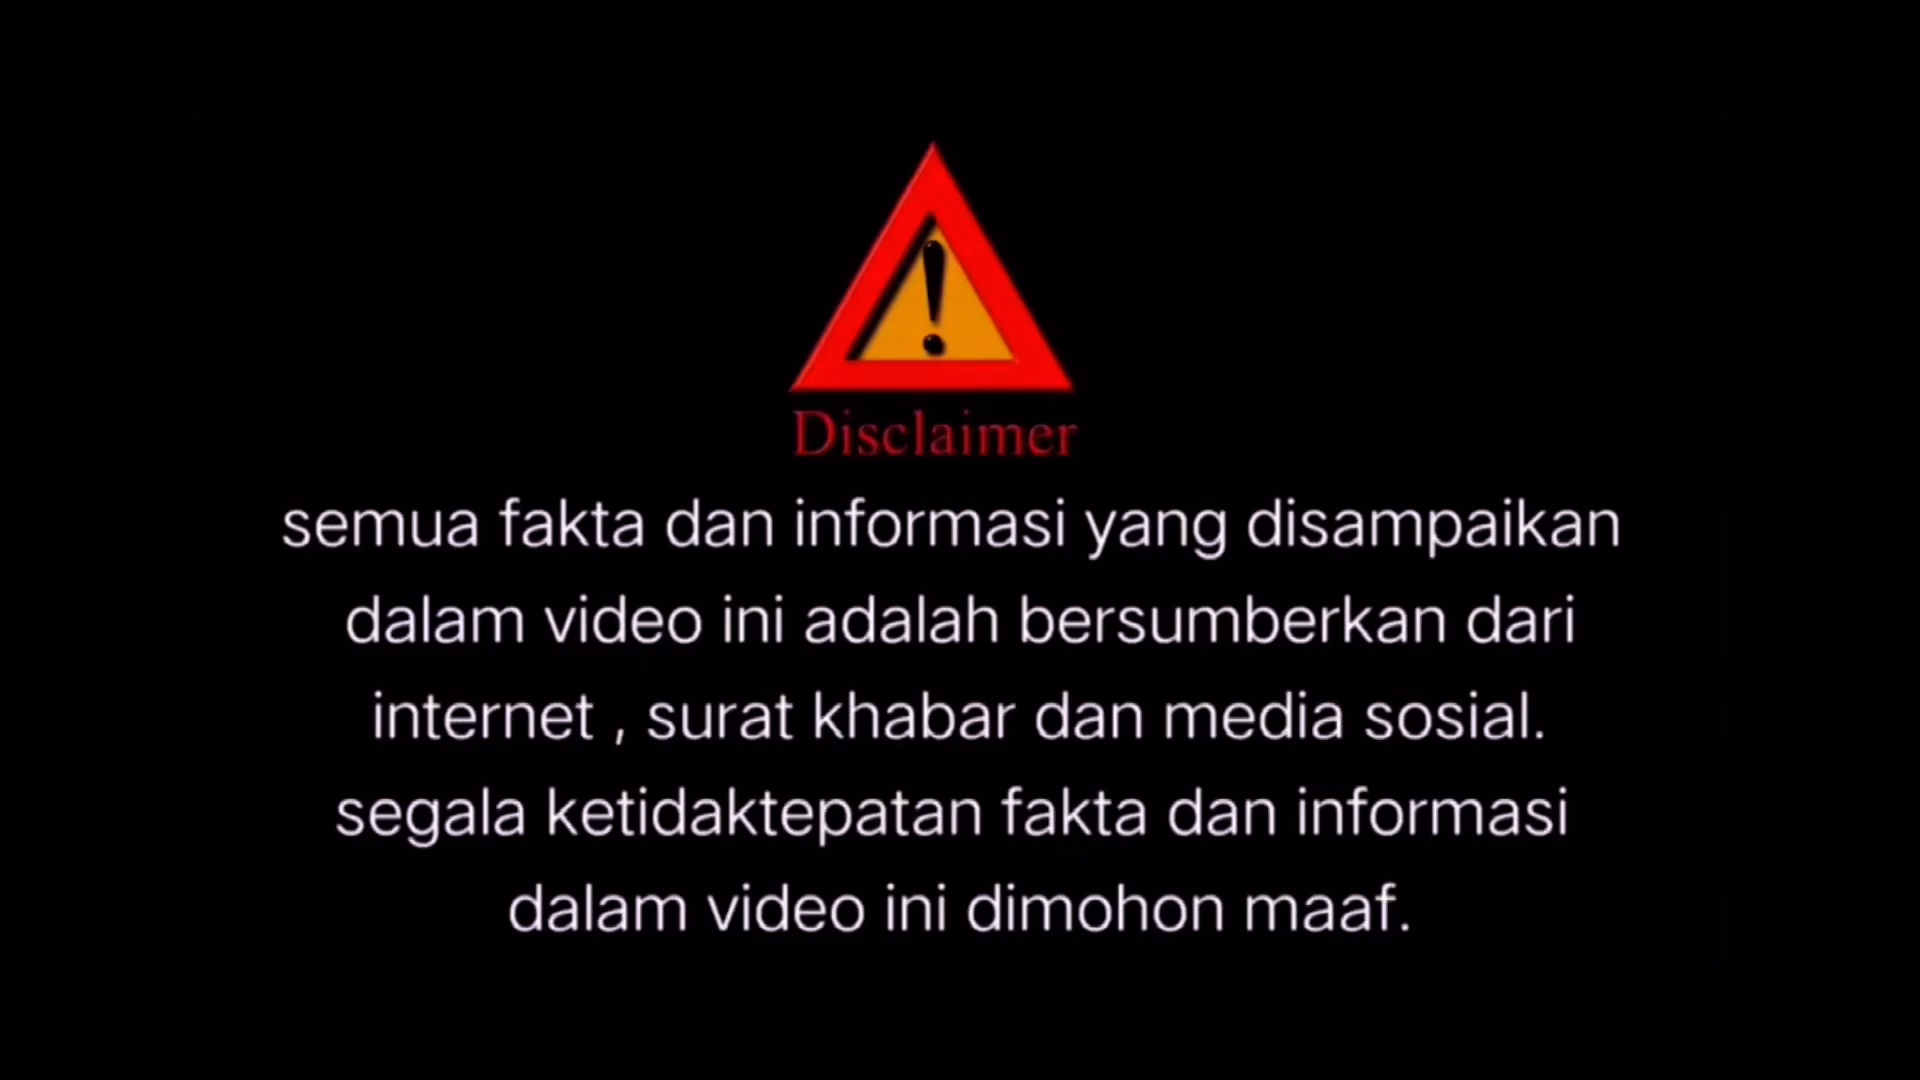 Disclaimer
semua fakta dan informasi yang disampaikan
dalam video ini adalah bersumberkan dari
internet , surat khabar dan media sosial.
segala ketidaktepatan fakta dan informasi
dalam video ini dimohon maaf.